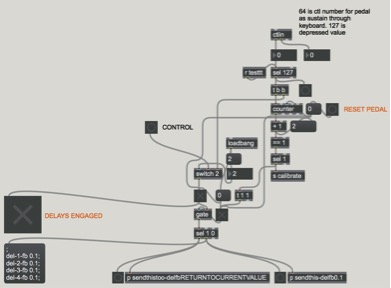 64 is ctl number for pedal
as sustain through
keyboard. 127 is
depressed value
ctlin
0
0
r testtt
sel 127
t b b
counter
0
RESET PEDAL
+ 1
2
CONTROL
loadbang
== 1
2
sel 1
switch 2
2
s calibrate
0
t 1 1
DELAYS ENGAGED
gate
sel 1 0
;
del-1-fb 0.1;
del-2-fb 0.1;
del-3-fb 0.1;
del-4-fb 0.1;
p sendthistoo-delfbRETURNTOCURRENTVALUE
p sendthis-delfb0.1